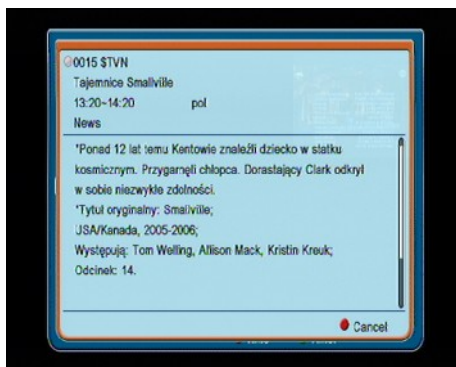 0015 $TVN
Tajemnice Smallville
13:20~14:20 pol
News
"Ponad 12 lat temu Kentowie znaleźli dziecko w statku
kosmicznym. Przygarnęli chłopca. Dorastający Clark odkrył
w sobie niezwykłe zdolności.
"Tytuł oryginalny: Smallville;
USA/Kanada, 2005-2006;
Występują: Tom Welling, Allison Mack, Kristin Kreuk;
Odcinek: 14.
Cancel